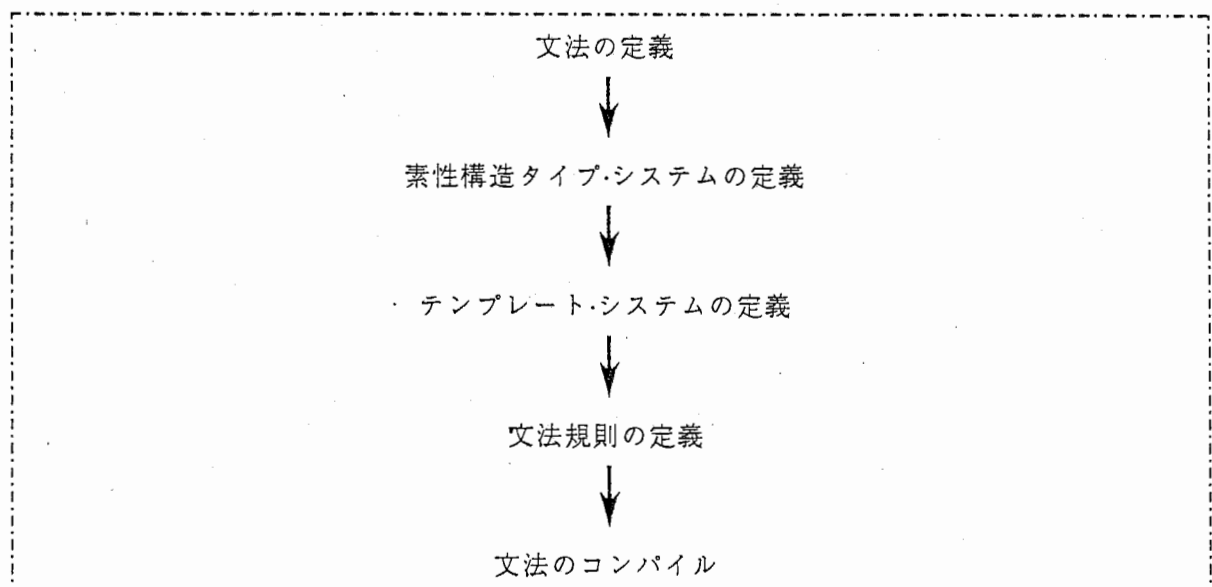 文法の定義
素性構造タイプ・システムの定義
テンプレート・システムの定義
文法規則の定義
文法のコンパイル